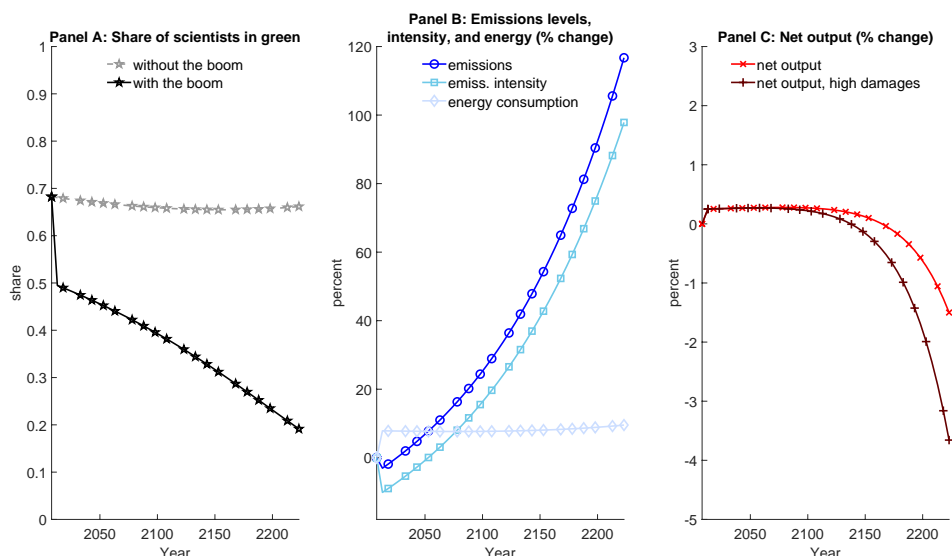 Panel A: Share of scientists in green
1
0.9
0.8
0.7
0.6
0.5
0.4
0.3
0.2
0.1
0
share
without the boom
with the boom
2050
2100
2150
2200
Year
Panel B: Emissions levels,
intensity, and energy (% change)
120
100
80
60
40
20
0
percent
emissions
emiss. intensity
energy consumption
2050
2100
2150
2200
Year
Panel C: Net output (% change)
3
2
1
0
-1
-2
-3
-4
-5
percent
net output
net output, high damages
2050
2100
2150
2200
Year